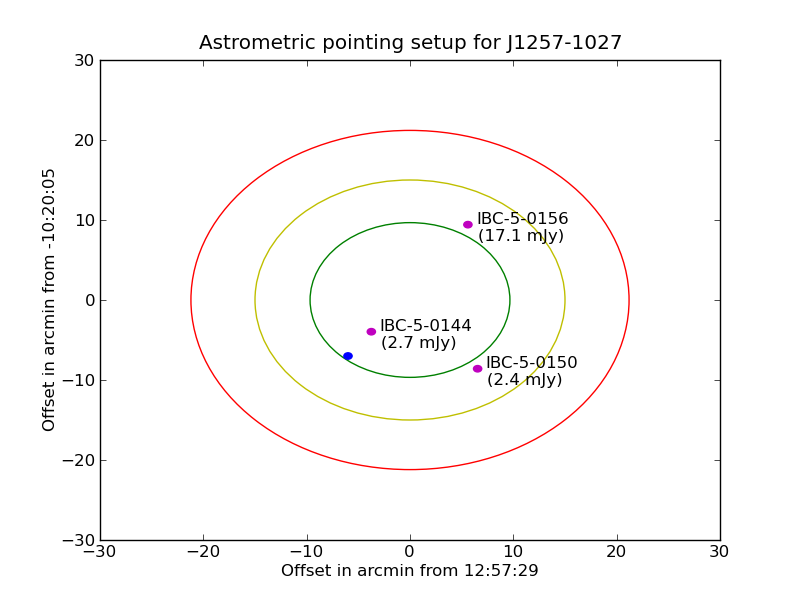 Astrometric pointing setup for J1257-1027
30
20
10
0
−10
−20
−30
Offset in arcmin from -10:20:05
IBC-5-0156
(17.1 mJy)
IBC-5-0144
(2.7 mJy)
IBC-5-0150
(2.4 mJy)
−30 −20 −10 0 10 20 30
Offset in arcmin from 12:57:29